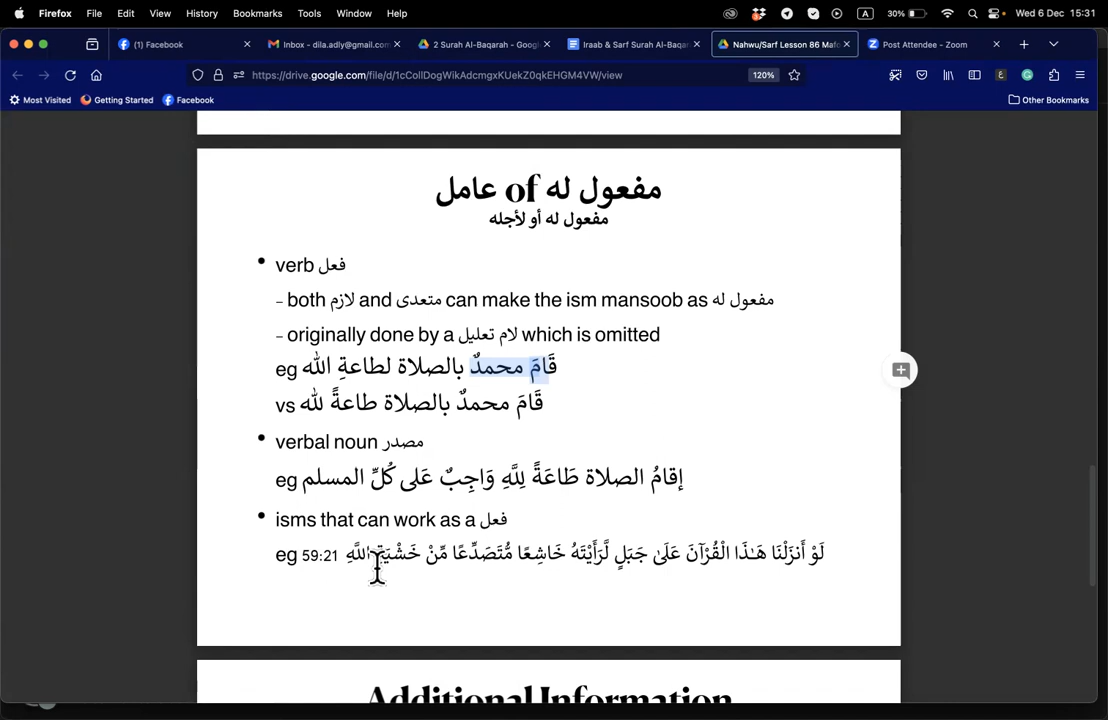 Firefox File Edit View History Bookmarks Tools Window Help A 30% Wed 6 Dec 15:31
(1) Facebook Inbox - dila.adly@gmail.com 2 Surah Al-Baqarah - Goog Iraab & Sarf Surah Al-Baqar Nahwu/Sarf Lesson 86 Maf Post Attendee - Zoom
https://drive.google.com/file/d/1cCollDogWikAdcmgxKUekZ0qkEHGM4VW/view 120%
Most Visited Getting Started Facebook Other Bookmarks
عامل of مفعول له
مفعول له أو لأجله
• verb فعل
– both لازم and متعدى can make the ism mansoob as مفعول له
– originally done by a لام تعليل which is omitted
eg قَامَ محمدٌ بالصلاة لطاعةِ الله
vs قَامَ محمدٌ بالصلاة طاعةً لله
• verbal noun مصدر
eg إقامُ الصلاة طَاعَةً لِلَّهِ وَاجِبٌ عَلى كُلِّ المسلم
• isms that can work as a فعل
eg 59:21 لَوْ أَنزَلْنَا هَـٰذَا الْقُرْآنَ عَلَىٰ جَبَلٍ لَّرَأَيْتَهُ خَاشِعًا مُّتَصَدِّعًا مِّنْ خَشْيَةِ اللَّهِ
Additional Information